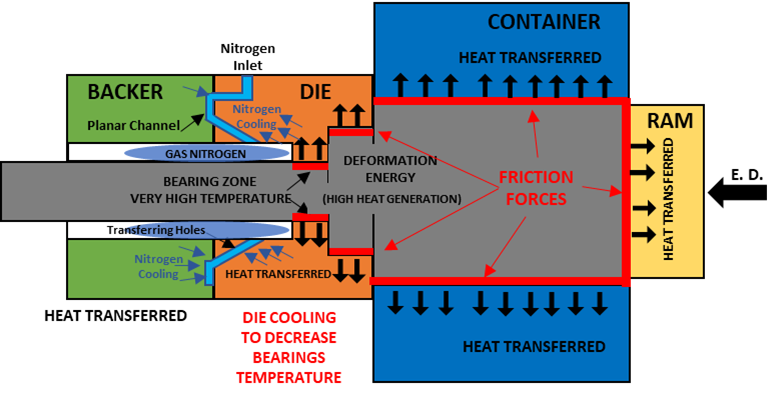 CONTAINER
HEAT TRANSFERRED
Nitrogen
Inlet
BACKER
DIE
Nitrogen
Cooling
Planar Channel
RAM
GAS NITROGEN
DEFORMATION
ENERGY
(HIGH HEAT GENERATION)
FRICTION
FORCES
HEAT TRANSFERRED
E. D.
BEARING ZONE
VERY HIGH TEMPERATURE
Transferring Holes
Nitrogen
Cooling
HEAT TRANSFERRED
HEAT TRANSFERRED
DIE COOLING
TO DECREASE
BEARINGS
TEMPERATURE
HEAT TRANSFERRED